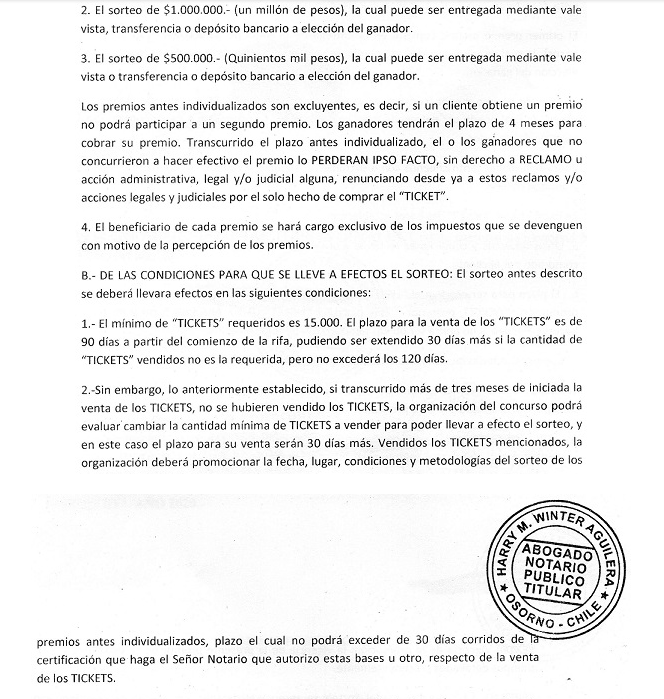 2. El sorteo de $1.000.000.- (un millón de pesos), la cual puede ser entregada mediante vale
vista, transferencia o depósito bancario a elección del ganador.
3. El sorteo de $500.000.- (Quinientos mil pesos), la cual puede ser entregada mediante vale
vista o transferencia o depósito bancario a elección del ganador.
Los premios antes individualizados son excluyentes, es decir, si un cliente obtiene un premio
no podrá participar a un segundo premio. Los ganadores tendrán el plazo de 4 meses para
cobrar su premio. Transcurrido el plazo antes individualizado, el o los ganadores que no
concurrieron a hacer efectivo el premio lo PERDERAN IPSO FACTO, sin derecho a RECLAMO u
acción administrativa, legal y/o judicial alguna, renunciando desde ya a estos reclamos y/o
acciones legales y judiciales por el solo hecho de comprar el "TICKET".
4. El beneficiario de cada premio se hará cargo exclusivo de los impuestos que se devenguen
con motivo de la percepción de los premios.
B.- DE LAS CONDICIONES PARA QUE SE LLEVE A EFECTOS EL SORTEO: El sorteo antes descrito
se deberá llevara efectos en las siguientes condiciones:
1.- El mínimo de "TICKETS" requeridos es 15.000. El plazo para la venta de los "TICKETS" es de
90 días a partir del comienzo de la rifa, pudiendo ser extendido 30 días más si la cantidad de
"TICKETS" vendidos no es la requerida, pero no excederá los 120 días.
2.-Sin embargo, lo anteriormente establecido, si transcurrido más de tres meses de iniciada la
venta de los TICKETS, no se hubieren vendido los TICKETS, la organización del concurso podrá
evaluar cambiar la cantidad mínima de TICKETS a vender para poder llevar a efecto el sorteo, y
en este caso el plazo para su venta serán 30 días más. Vendidos los TICKETS mencionados, la
organización deberá promocionar la fecha, lugar, condiciones y metodologías del sorteo de los
HARRY M. WINTER AGUILERA
ABOGADO
NOTARIO
PUBLICO
TITULAR
OSORNO - CHILE
premios antes individualizados, plazo el cual no podrá exceder de 30 días corridos de la
certificación que haga el Señor Notario que autorizo estas bases u otro, respecto de la venta
de los TICKETS.